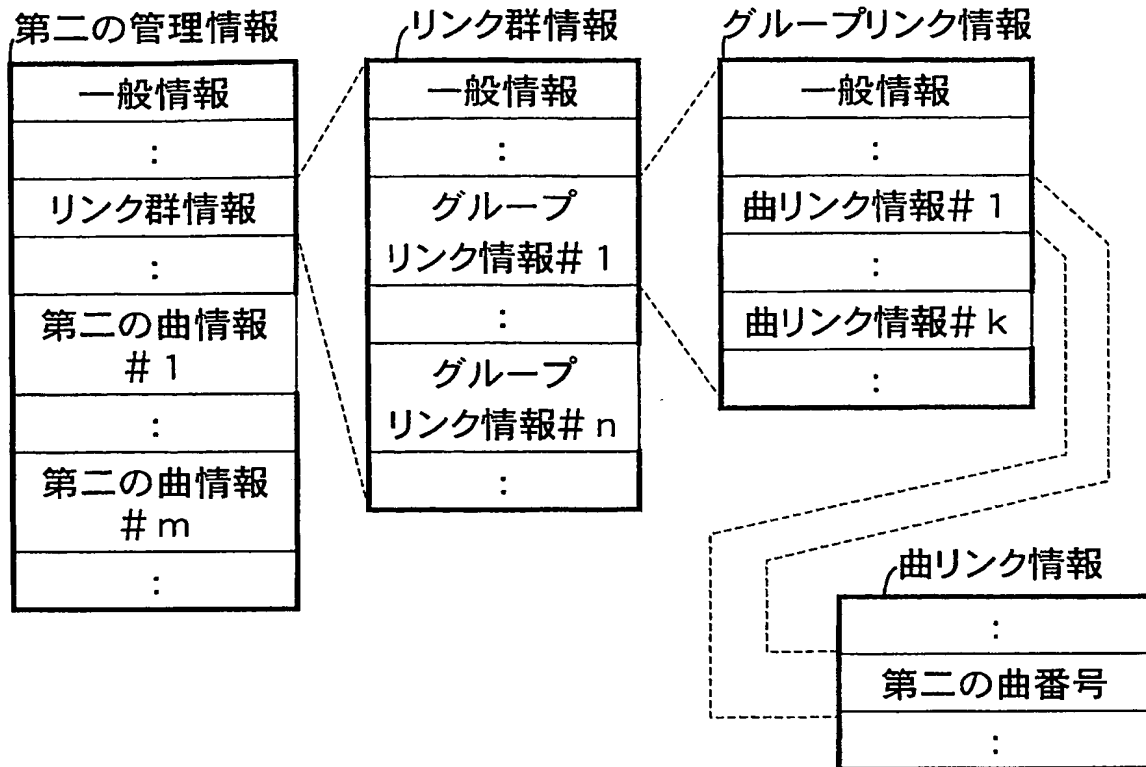 第二の管理情報
一般情報
:
リンク群情報
:
第二の曲情報
#1
:
第二の曲情報
#m
:
リンク群情報
一般情報
:
グループ
リンク情報#1
:
グループ
リンク情報#n
:
グループリンク情報
一般情報
:
曲リンク情報#1
:
曲リンク情報#k
:
曲リンク情報
:
第二の曲番号
: